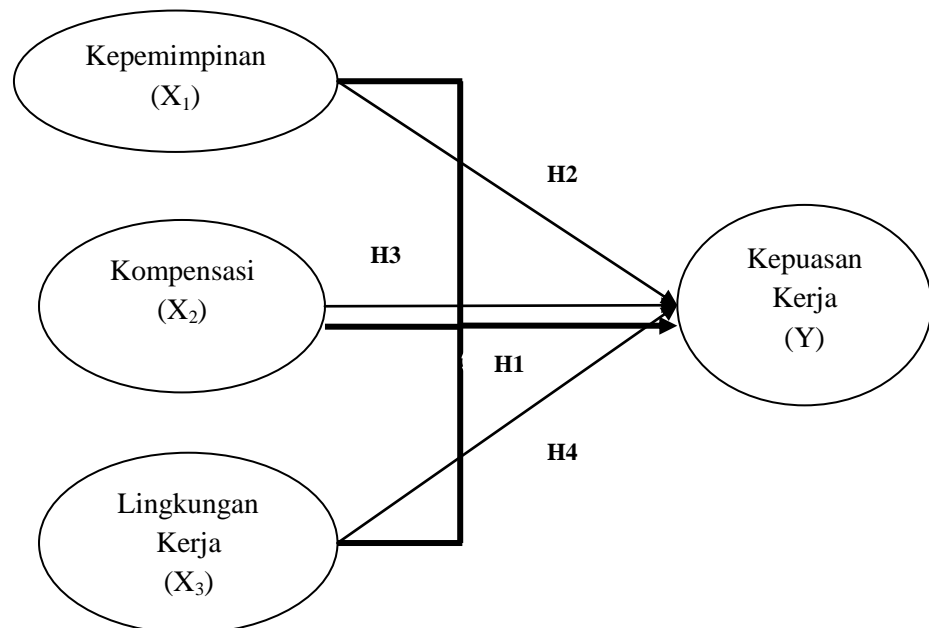 Kepemimpinan
(X₁)
H2
Kompensasi
(X₂)
H3
Kepuasan
Kerja
(Y)
H1
H4
Lingkungan
Kerja
(X₃)